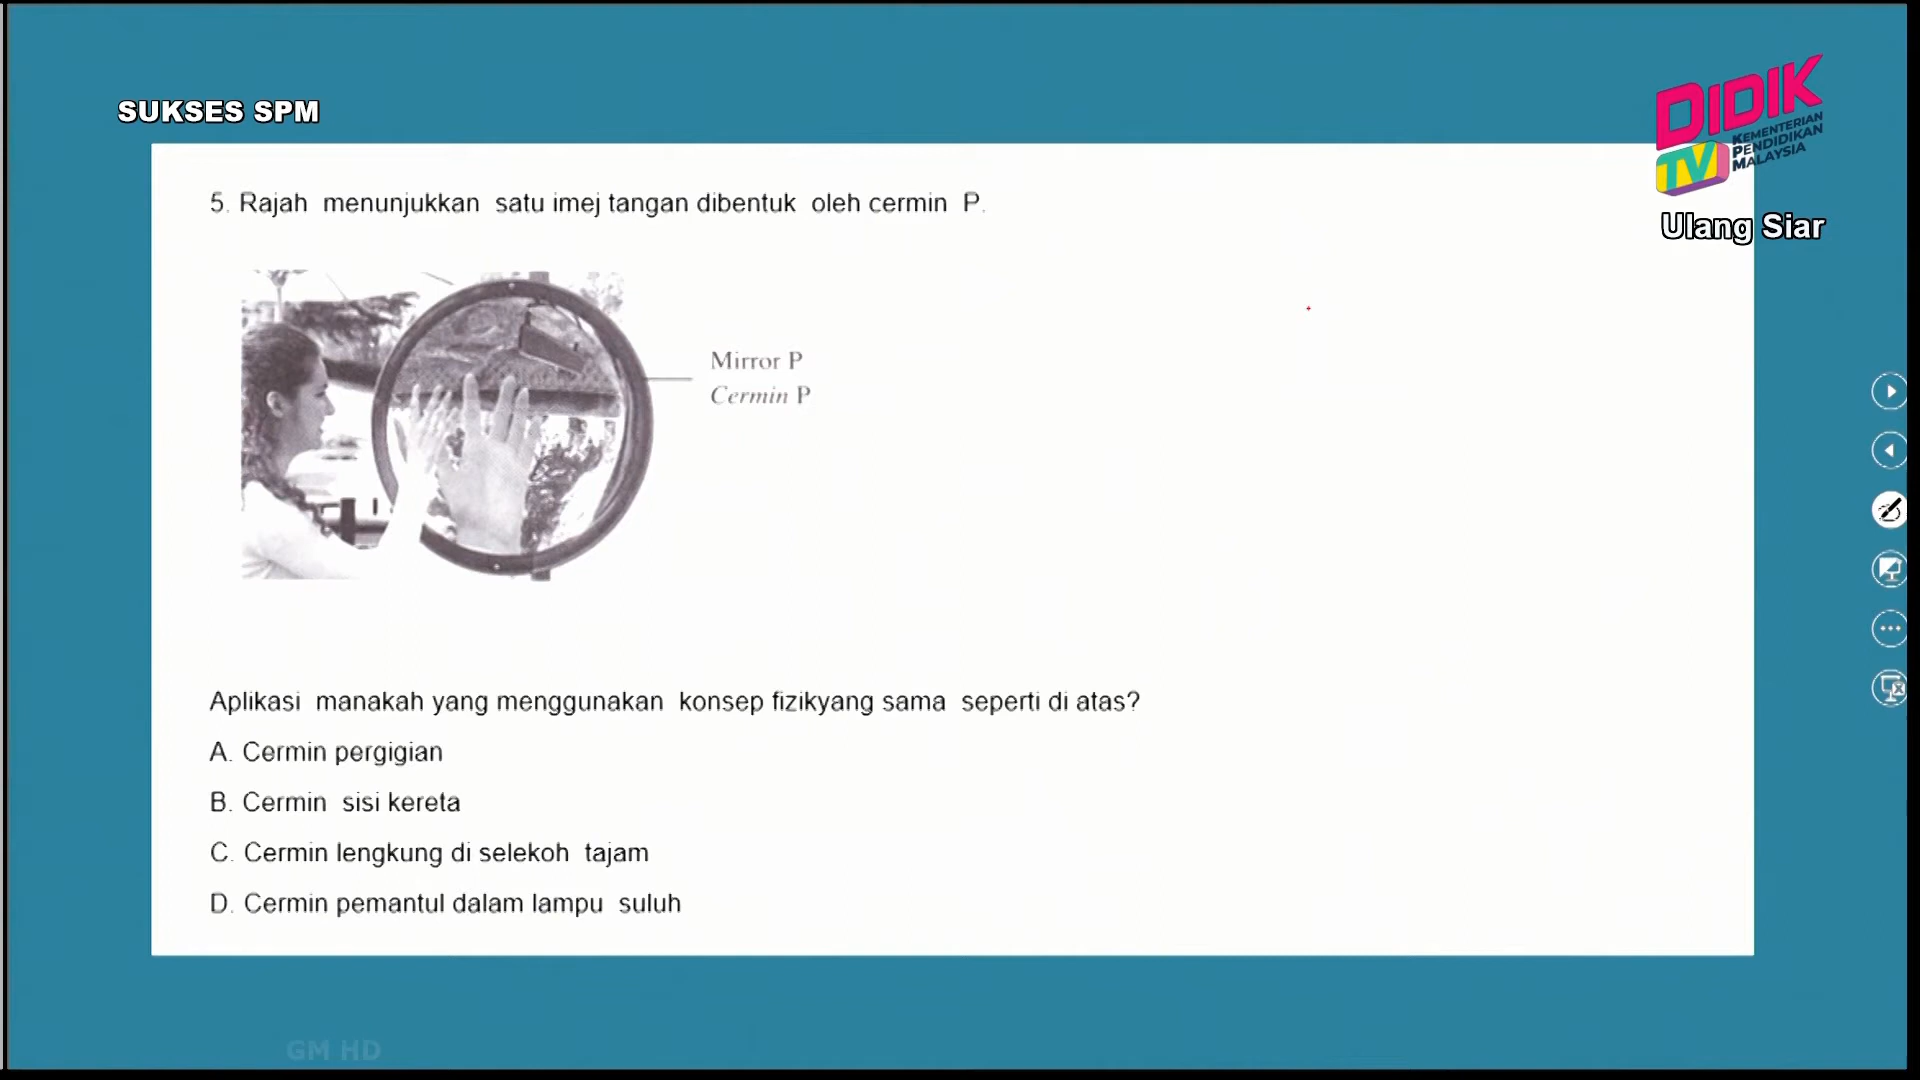 SUKSES SPM
DIDIK
TV
KEMENTERIAN
PENDIDIKAN
MALAYSIA
Ulang Siar
5. Rajah menunjukkan satu imej tangan dibentuk oleh cermin P.
Mirror P
Cermin P
Aplikasi manakah yang menggunakan konsep fizikyang sama seperti di atas?
A. Cermin pergigian
B. Cermin sisi kereta
C. Cermin lengkung di selekoh tajam
D. Cermin pemantul dalam lampu suluh
GM HD